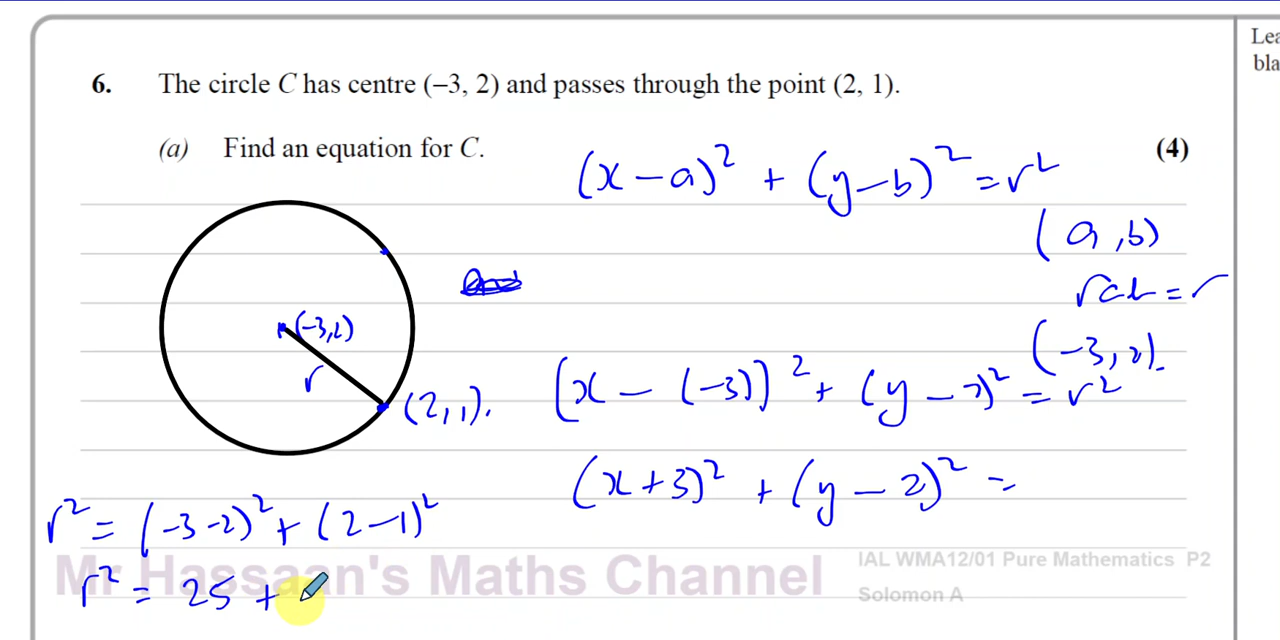 6. The circle C has centre (–3, 2) and passes through the point (2, 1).
Lea
bla
(a) Find an equation for C.
(4)
(x – a)² + (y – b)² = r²
(a, b)
rad = r
(-3, 2).
(-3, 2)
r
(2, 1).
(x – (-3))² + (y – 2)² = r²
(x + 3)² + (y – 2)² =
r² = (-3 -2)² + (2 – 1)²
r² = 25 +
Mr Hassaan's Maths Channel
IAL WMA12/01 Pure Mathematics P2
Solomon A